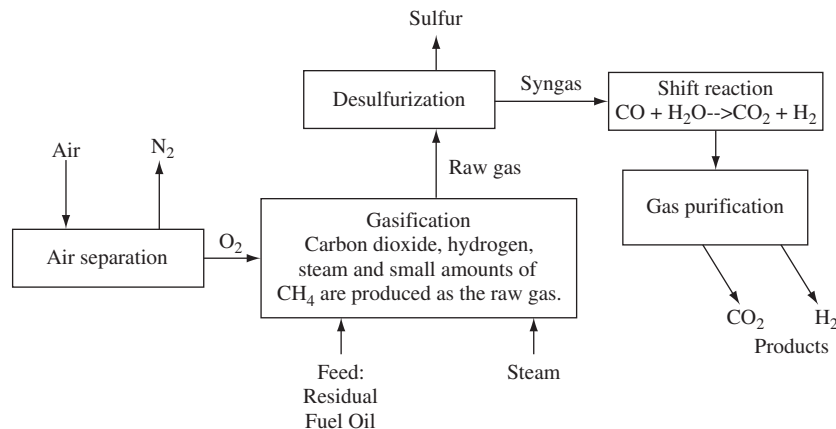 Sulfur
Desulfurization
Syngas
Shift reaction
CO + H₂O-->CO₂ + H₂
Air
N₂
Raw gas
Gas purification
Air separation
O₂
Gasification
Carbon dioxide, hydrogen,
steam and small amounts of
CH₄ are produced as the raw gas.
CO₂
H₂
Products
Feed:
Residual
Fuel Oil
Steam